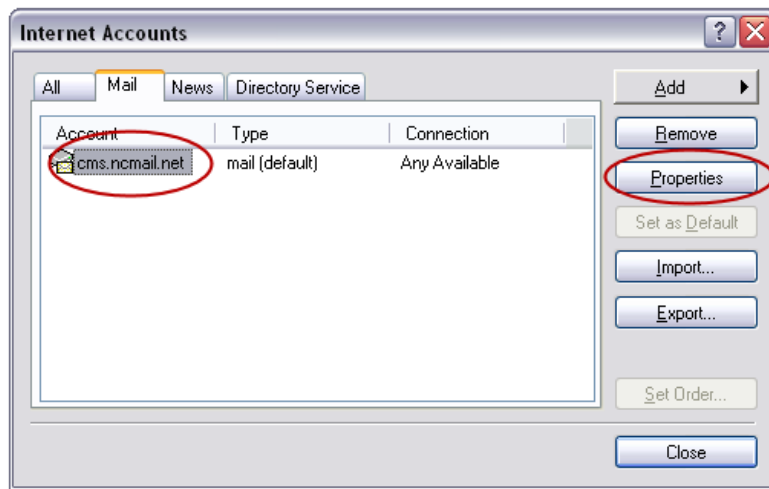 Internet Accounts
?
All Mail News Directory Service
Account Type Connection
cms.ncmail.net mail (default) Any Available
Add
Remove
Properties
Set as Default
Import...
Export...
Set Order...
Close